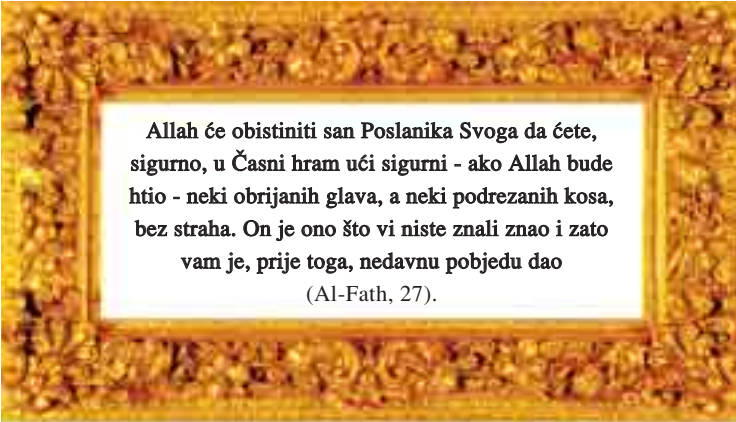 Allah će obistiniti san Poslanika Svoga da ćete,
sigurno, u Časni hram ući sigurni - ako Allah bude
htio - neki obrijanih glava, a neki podrezanih kosa,
bez straha. On je ono što vi niste znali znao i zato
vam je, prije toga, nedavnu pobjedu dao
(Al-Fath, 27).